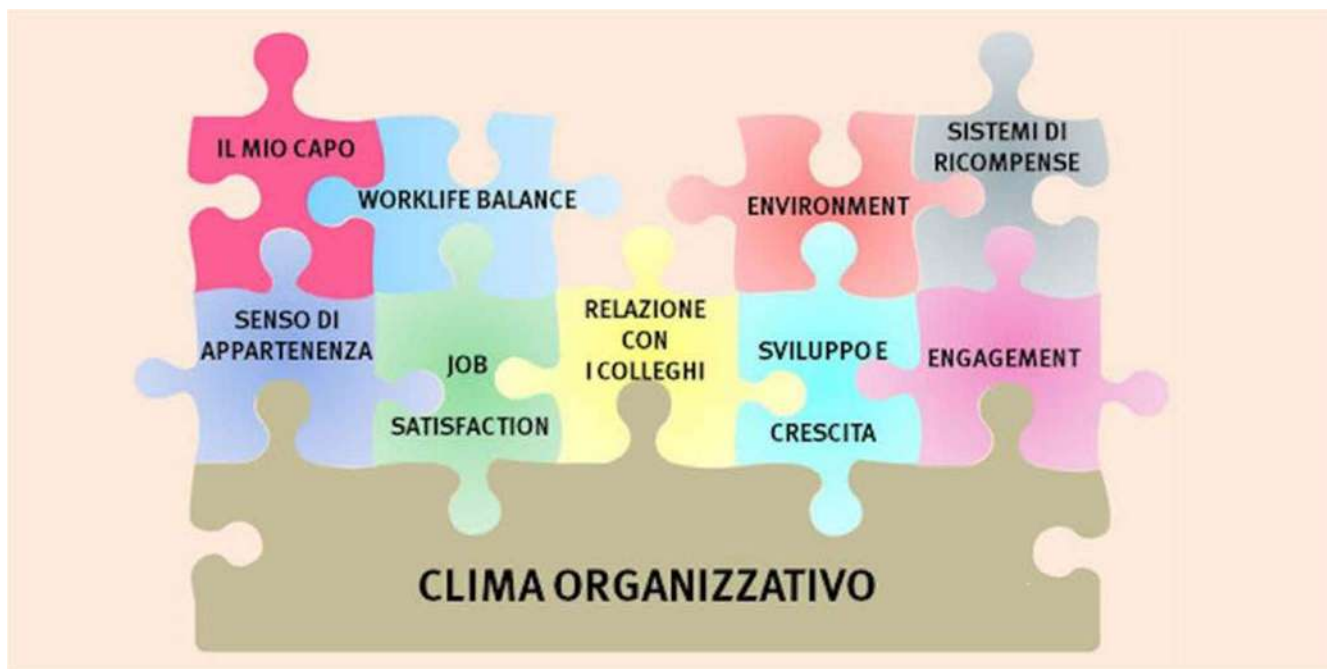 IL MIO CAPO
WORKLIFE BALANCE
ENVIRONMENT
SISTEMI DI
RICOMPENSE
SENSO DI
APPARTENENZA
JOB
SATISFACTION
RELAZIONE
CON
I COLLEGHI
SVILUPPO E
CRESCITA
ENGAGEMENT
CLIMA ORGANIZZATIVO